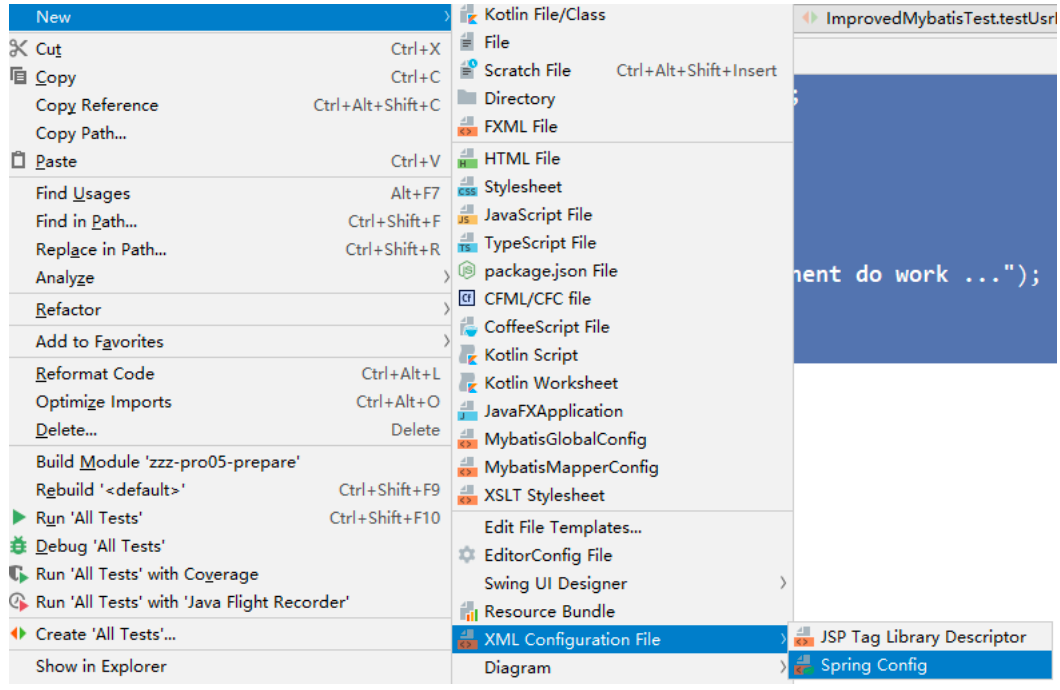 New
Cut Ctrl+X
Copy Ctrl+C
Copy Reference Ctrl+Alt+Shift+C
Copy Path...
Paste Ctrl+V
Find Usages Alt+F7
Find in Path... Ctrl+Shift+F
Replace in Path... Ctrl+Shift+R
Analyze
Refactor
Add to Favorites
Reformat Code Ctrl+Alt+L
Optimize Imports Ctrl+Alt+O
Delete... Delete
Build Module 'zzz-pro05-prepare'
Rebuild '<default>' Ctrl+Shift+F9
Run 'All Tests' Ctrl+Shift+F10
Debug 'All Tests'
Run 'All Tests' with Coverage
Run 'All Tests' with 'Java Flight Recorder'
Create 'All Tests'...
Show in Explorer
Kotlin File/Class
File
Scratch File Ctrl+Alt+Shift+Insert
Directory
FXML File
HTML File
Stylesheet
JavaScript File
TypeScript File
package.json File
CFML/CFC file
CoffeeScript File
Kotlin Script
Kotlin Worksheet
JavaFXApplication
MybatisGlobalConfig
MybatisMapperConfig
XSLT Stylesheet
Edit File Templates...
EditorConfig File
Swing UI Designer
Resource Bundle
XML Configuration File
Diagram
JSP Tag Library Descriptor
Spring Config
ImprovedMybatisTest.testUsr
;
nent do work ...");